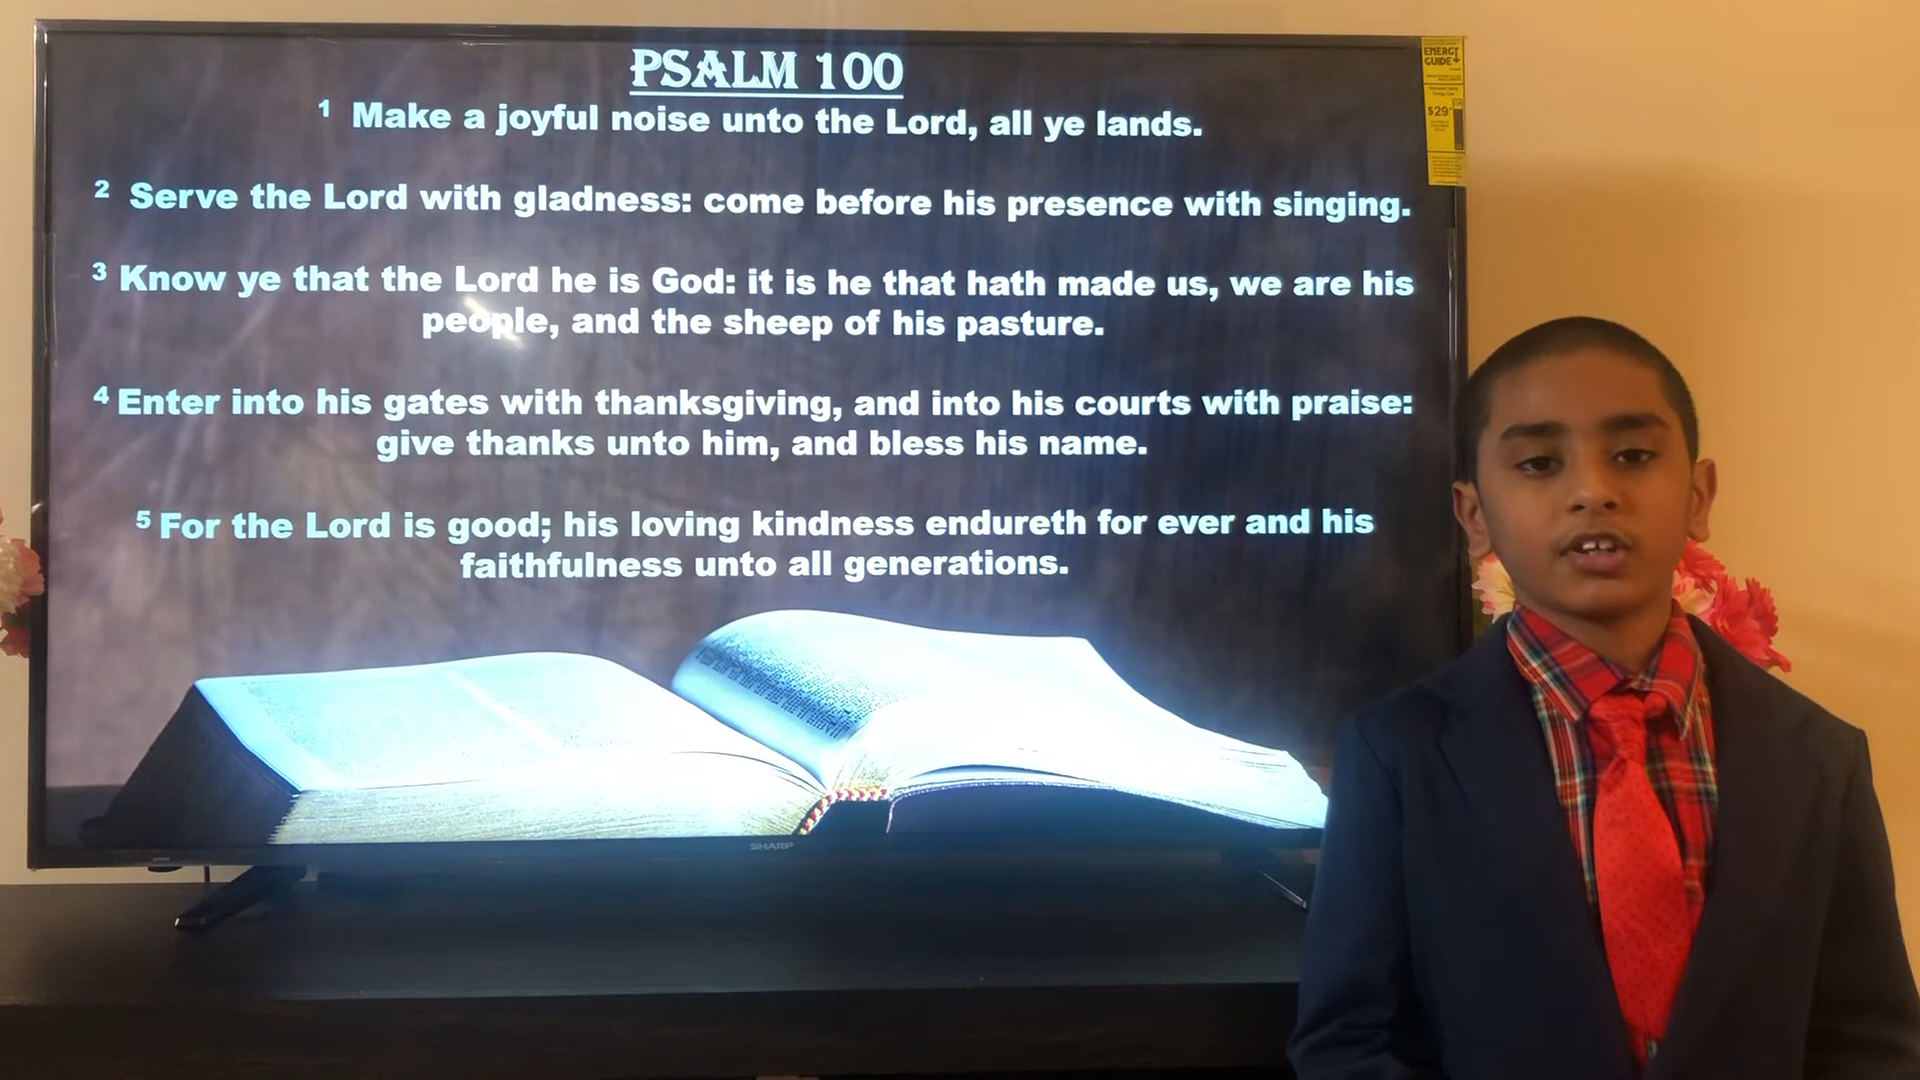 PSALM 100
1 Make a joyful noise unto the Lord, all ye lands.
2 Serve the Lord with gladness: come before his presence with singing.
3 Know ye that the Lord he is God: it is he that hath made us, we are his
people, and the sheep of his pasture.
4 Enter into his gates with thanksgiving, and into his courts with praise:
give thanks unto him, and bless his name.
5 For the Lord is good; his loving kindness endureth for ever and his
faithfulness unto all generations.
SHARP
ENERGY
GUIDE
$29